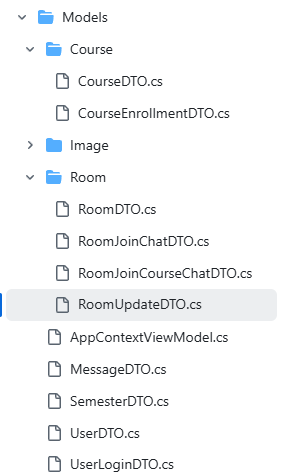 Models
Course
CourseDTO.cs
CourseEnrollmentDTO.cs
Image
Room
RoomDTO.cs
RoomJoinChatDTO.cs
RoomJoinCourseChatDTO.cs
RoomUpdateDTO.cs
AppContextViewModel.cs
MessageDTO.cs
SemesterDTO.cs
UserDTO.cs
UserLoginDTO.cs